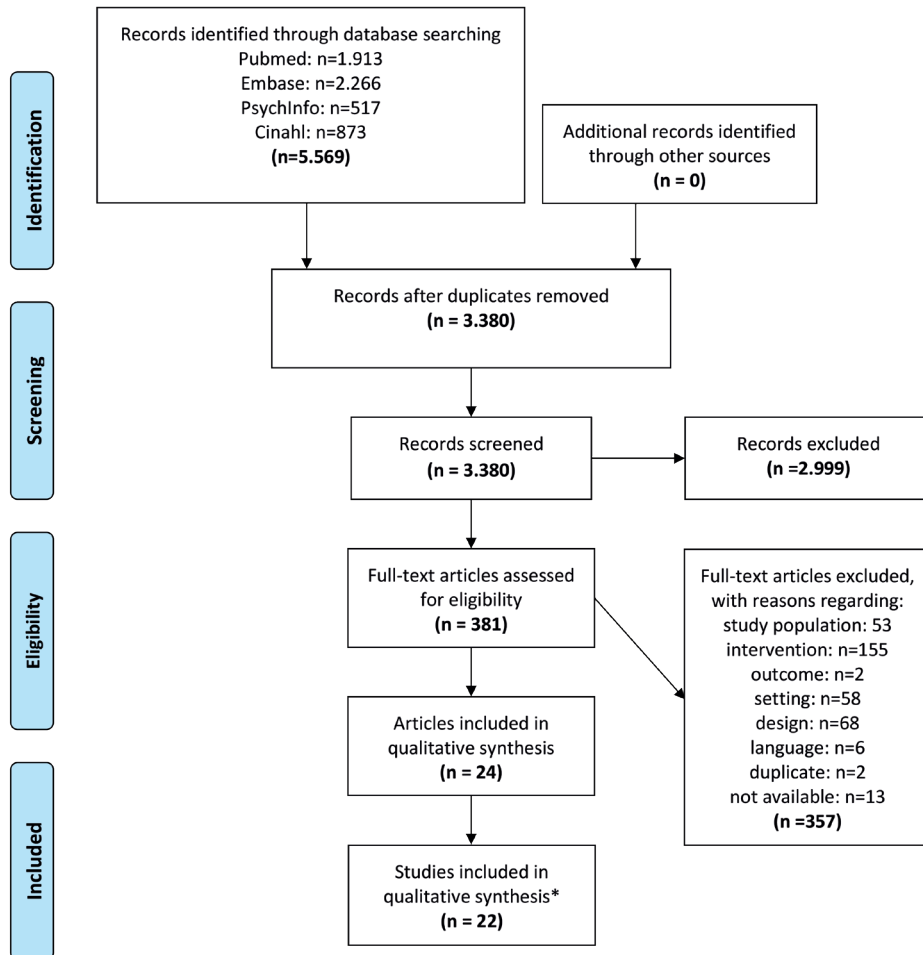 Identification
Records identified through database searching
Pubmed: n=1.913
Embase: n=2.266
PsychInfo: n=517
Cinahl: n=873
(n=5.569)
Additional records identified
through other sources
(n = 0)
Screening
Records after duplicates removed
(n = 3.380)
Records screened
(n = 3.380)
Records excluded
(n =2.999)
Eligibility
Full-text articles assessed
for eligibility
(n = 381)
Full-text articles excluded,
with reasons regarding:
study population: 53
intervention: n=155
outcome: n=2
setting: n=58
design: n=68
language: n=6
duplicate: n=2
not available: n=13
(n =357)
Articles included in
qualitative synthesis
(n = 24)
Included
Studies included in
qualitative synthesis*
(n = 22)